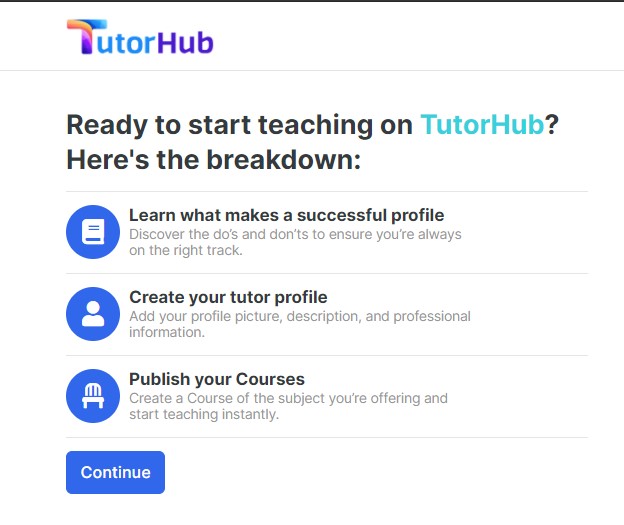 TutorHub
Ready to start teaching on TutorHub?
Here's the breakdown:
Learn what makes a successful profile
Discover the do's and don'ts to ensure you're always
on the right track.
Create your tutor profile
Add your profile picture, description, and professional
information.
Publish your Courses
Create a Course of the subject you're offering and
start teaching instantly.
Continue